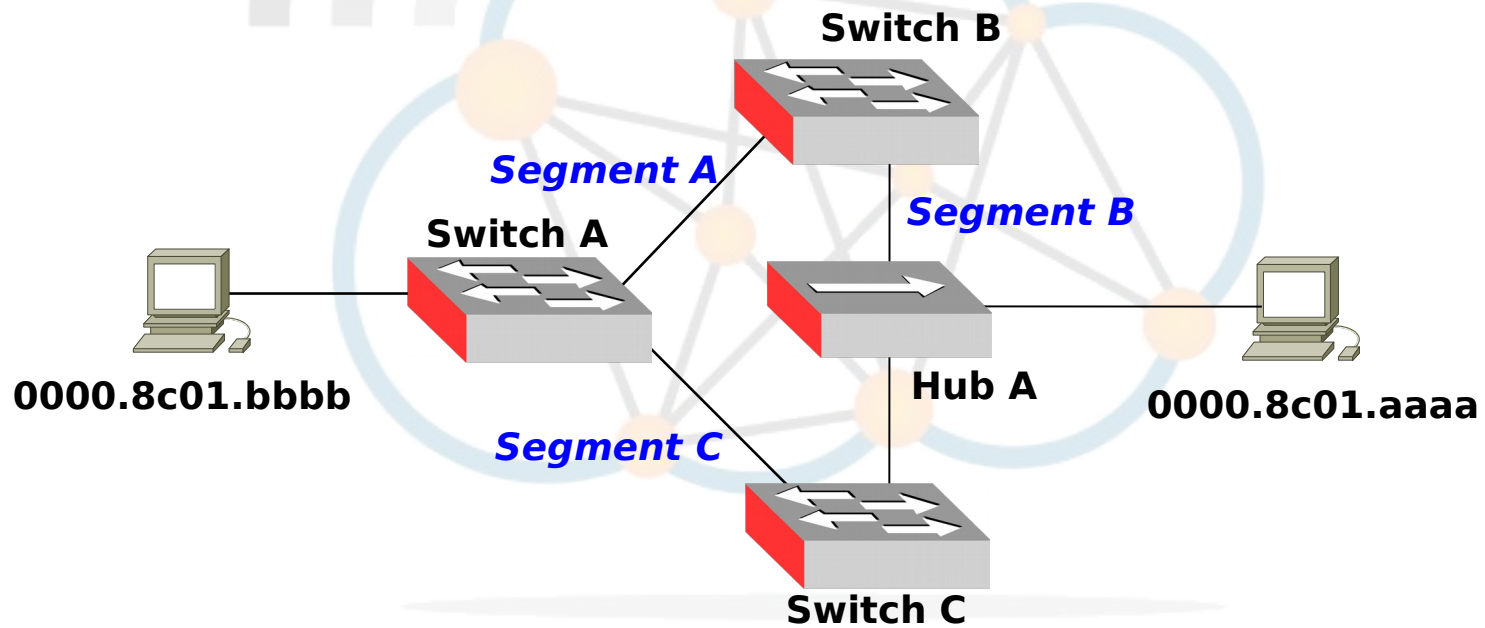 Switch B
Segment A
Segment B
Switch A
Hub A
0000.8c01.bbbb
0000.8c01.aaaa
Segment C
Switch C